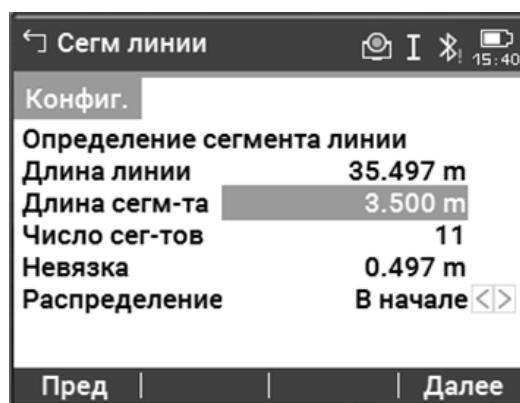 Сегм линии I 15:40
Конфиг.
Определение сегмента линии
Длина линии 35.497 m
Длина сегм-та 3.500 m
Число сег-тов 11
Невязка 0.497 m
Распределение В начале
Пред Далее